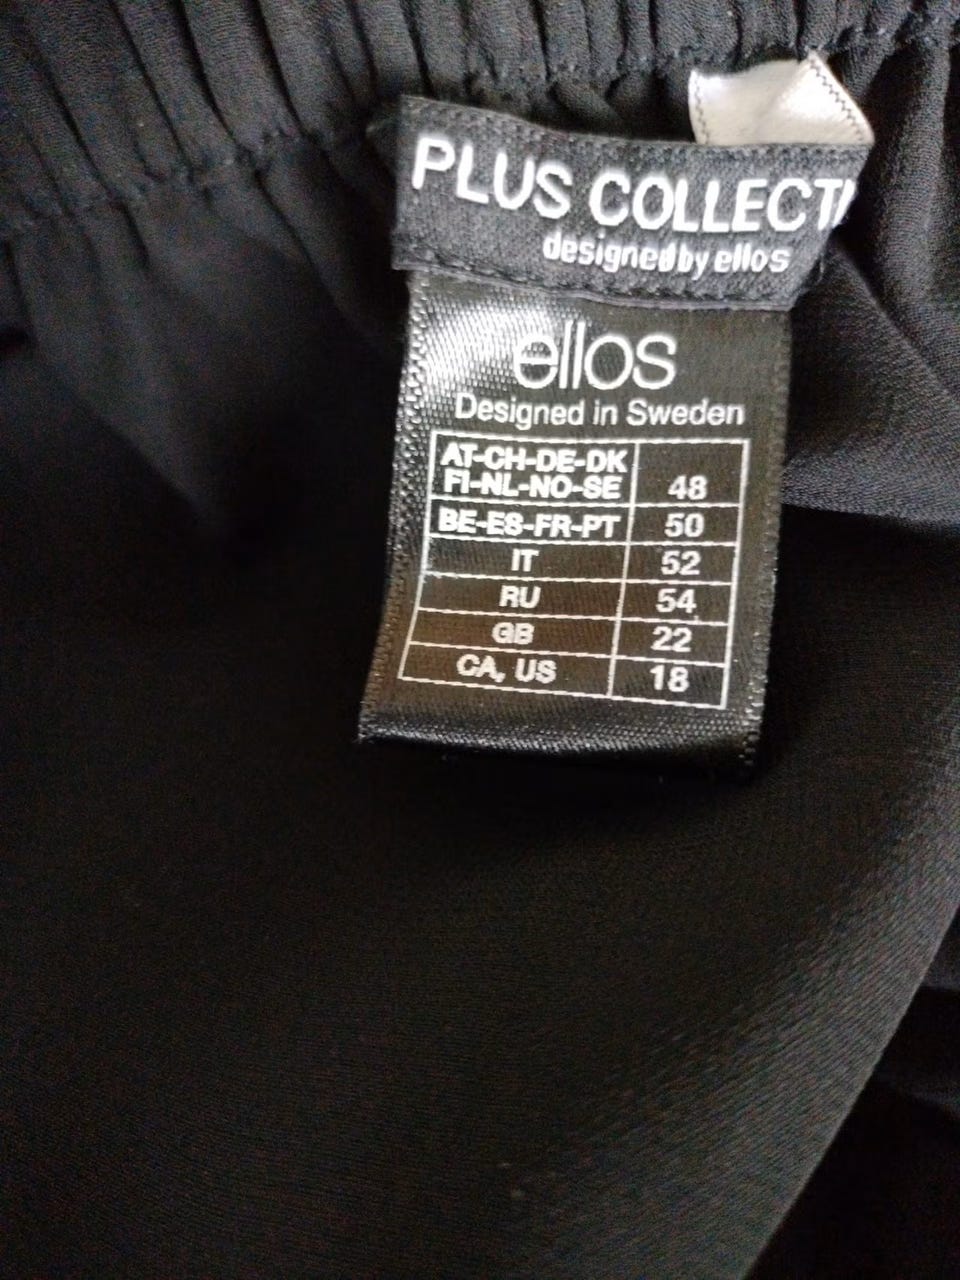 PLUS COLLECTI
designed by ellos
ellos
Designed in Sweden
AT-CH-DE-DK
FI-NL-NO-SE 48
BE-ES-FR-PT 50
IT 52
RU 54
GB 22
CA, US 18